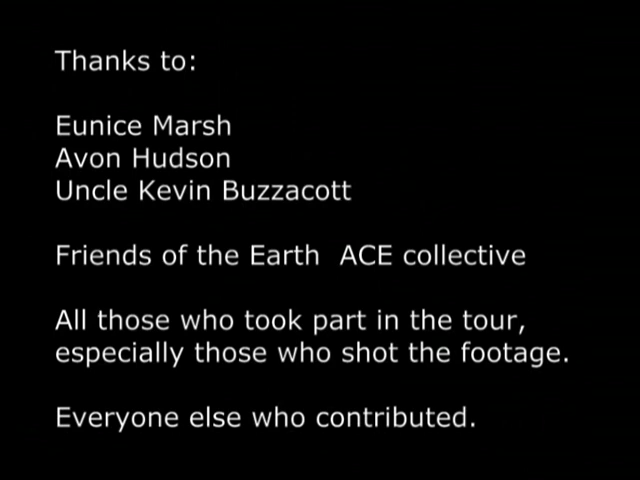 Thanks to:
Eunice Marsh
Avon Hudson
Uncle Kevin Buzzacott
Friends of the Earth  ACE collective
All those who took part in the tour,
especially those who shot the footage.
Everyone else who contributed.